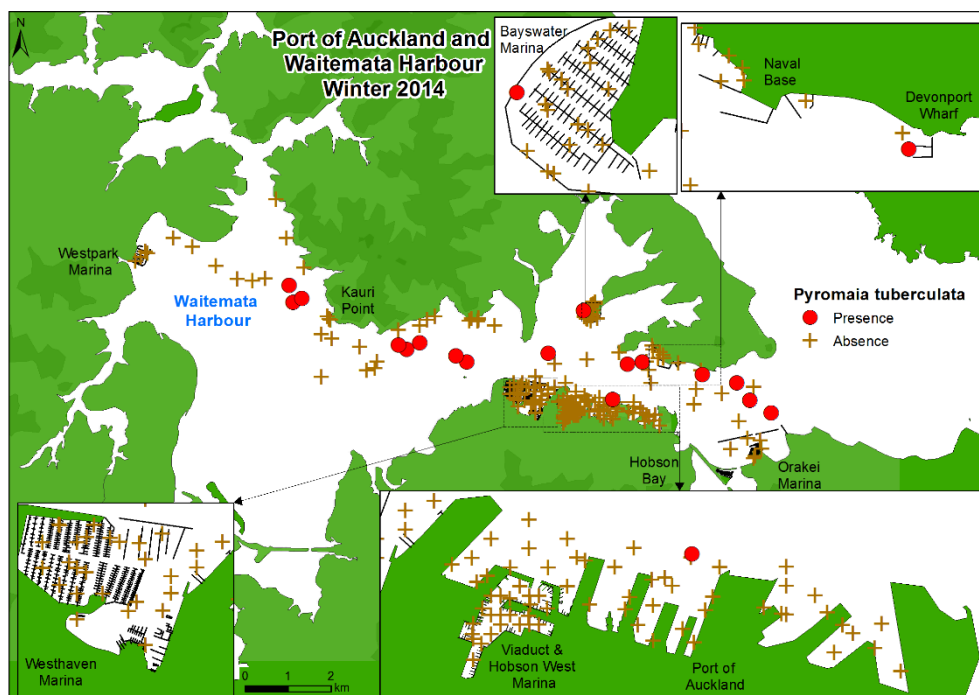 N
Port of Auckland and
Waitemata Harbour
Winter 2014
Bayswater
Marina
Naval
Base
Devonport
Wharf
Westpark
Marina
Waitemata
Harbour
Kauri
Point
Pyromaia tuberculata
Presence
Absence
Hobson
Bay
Orakei
Marina
Westhaven
Marina
0 1 2
km
Viaduct &
Hobson West
Marina
Port of
Auckland